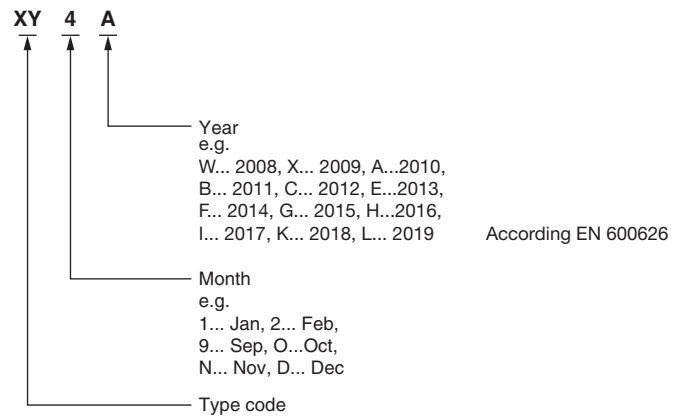 XY 4 A
Year
e.g.
W... 2008, X... 2009, A...2010,
B... 2011, C... 2012, E...2013,
F... 2014, G... 2015, H...2016,
I... 2017, K... 2018, L... 2019 According EN 600626
Month
e.g.
1... Jan, 2... Feb,
9... Sep, O...Oct,
N... Nov, D... Dec
Type code